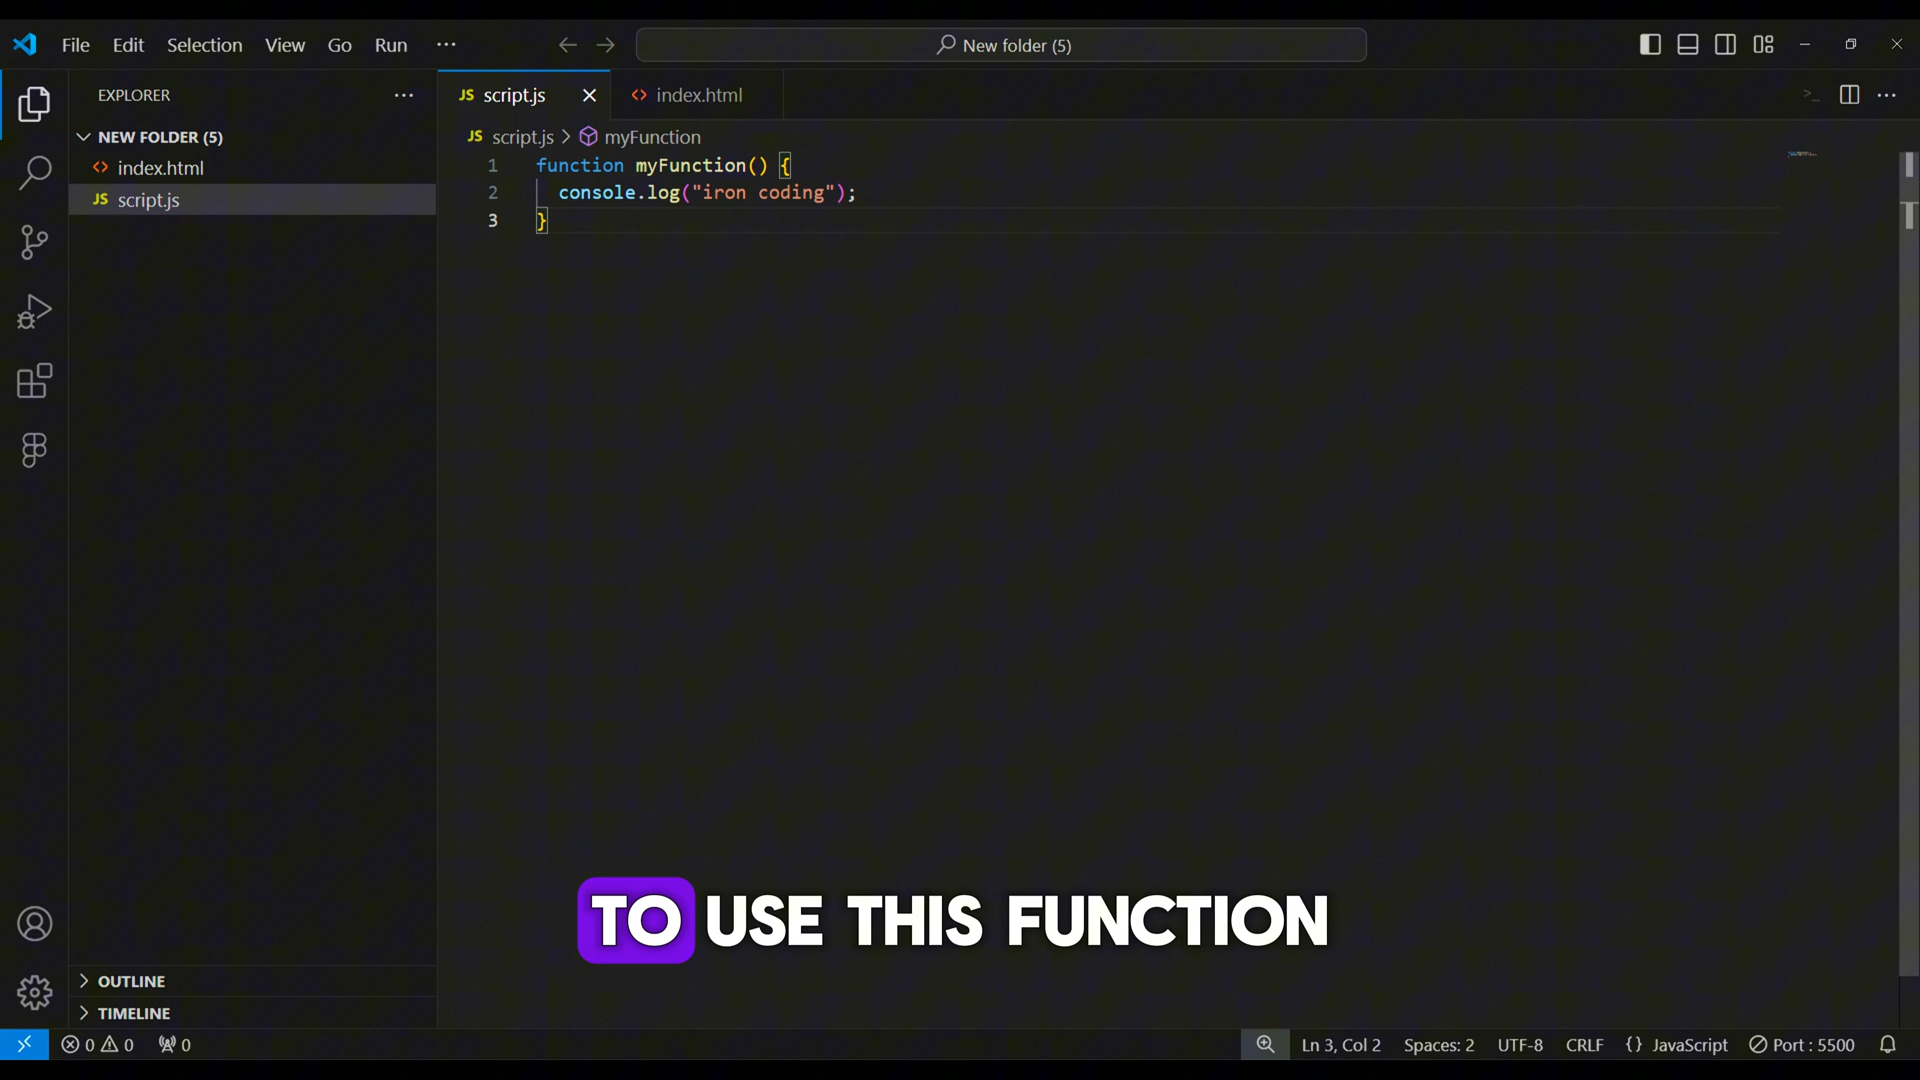 File Edit Selection View Go Run ···
New folder (5)
EXPLORER ···
JS script.js
<> index.html
NEW FOLDER (5)
<> index.html
JS script.js
JS script.js > myFunction
1 function myFunction() {
2 console.log("iron coding");
3 }
TO USE THIS FUNCTION
OUTLINE
TIMELINE
0 0 0
Ln 3, Col 2 Spaces: 2 UTF-8 CRLF {} JavaScript Port : 5500